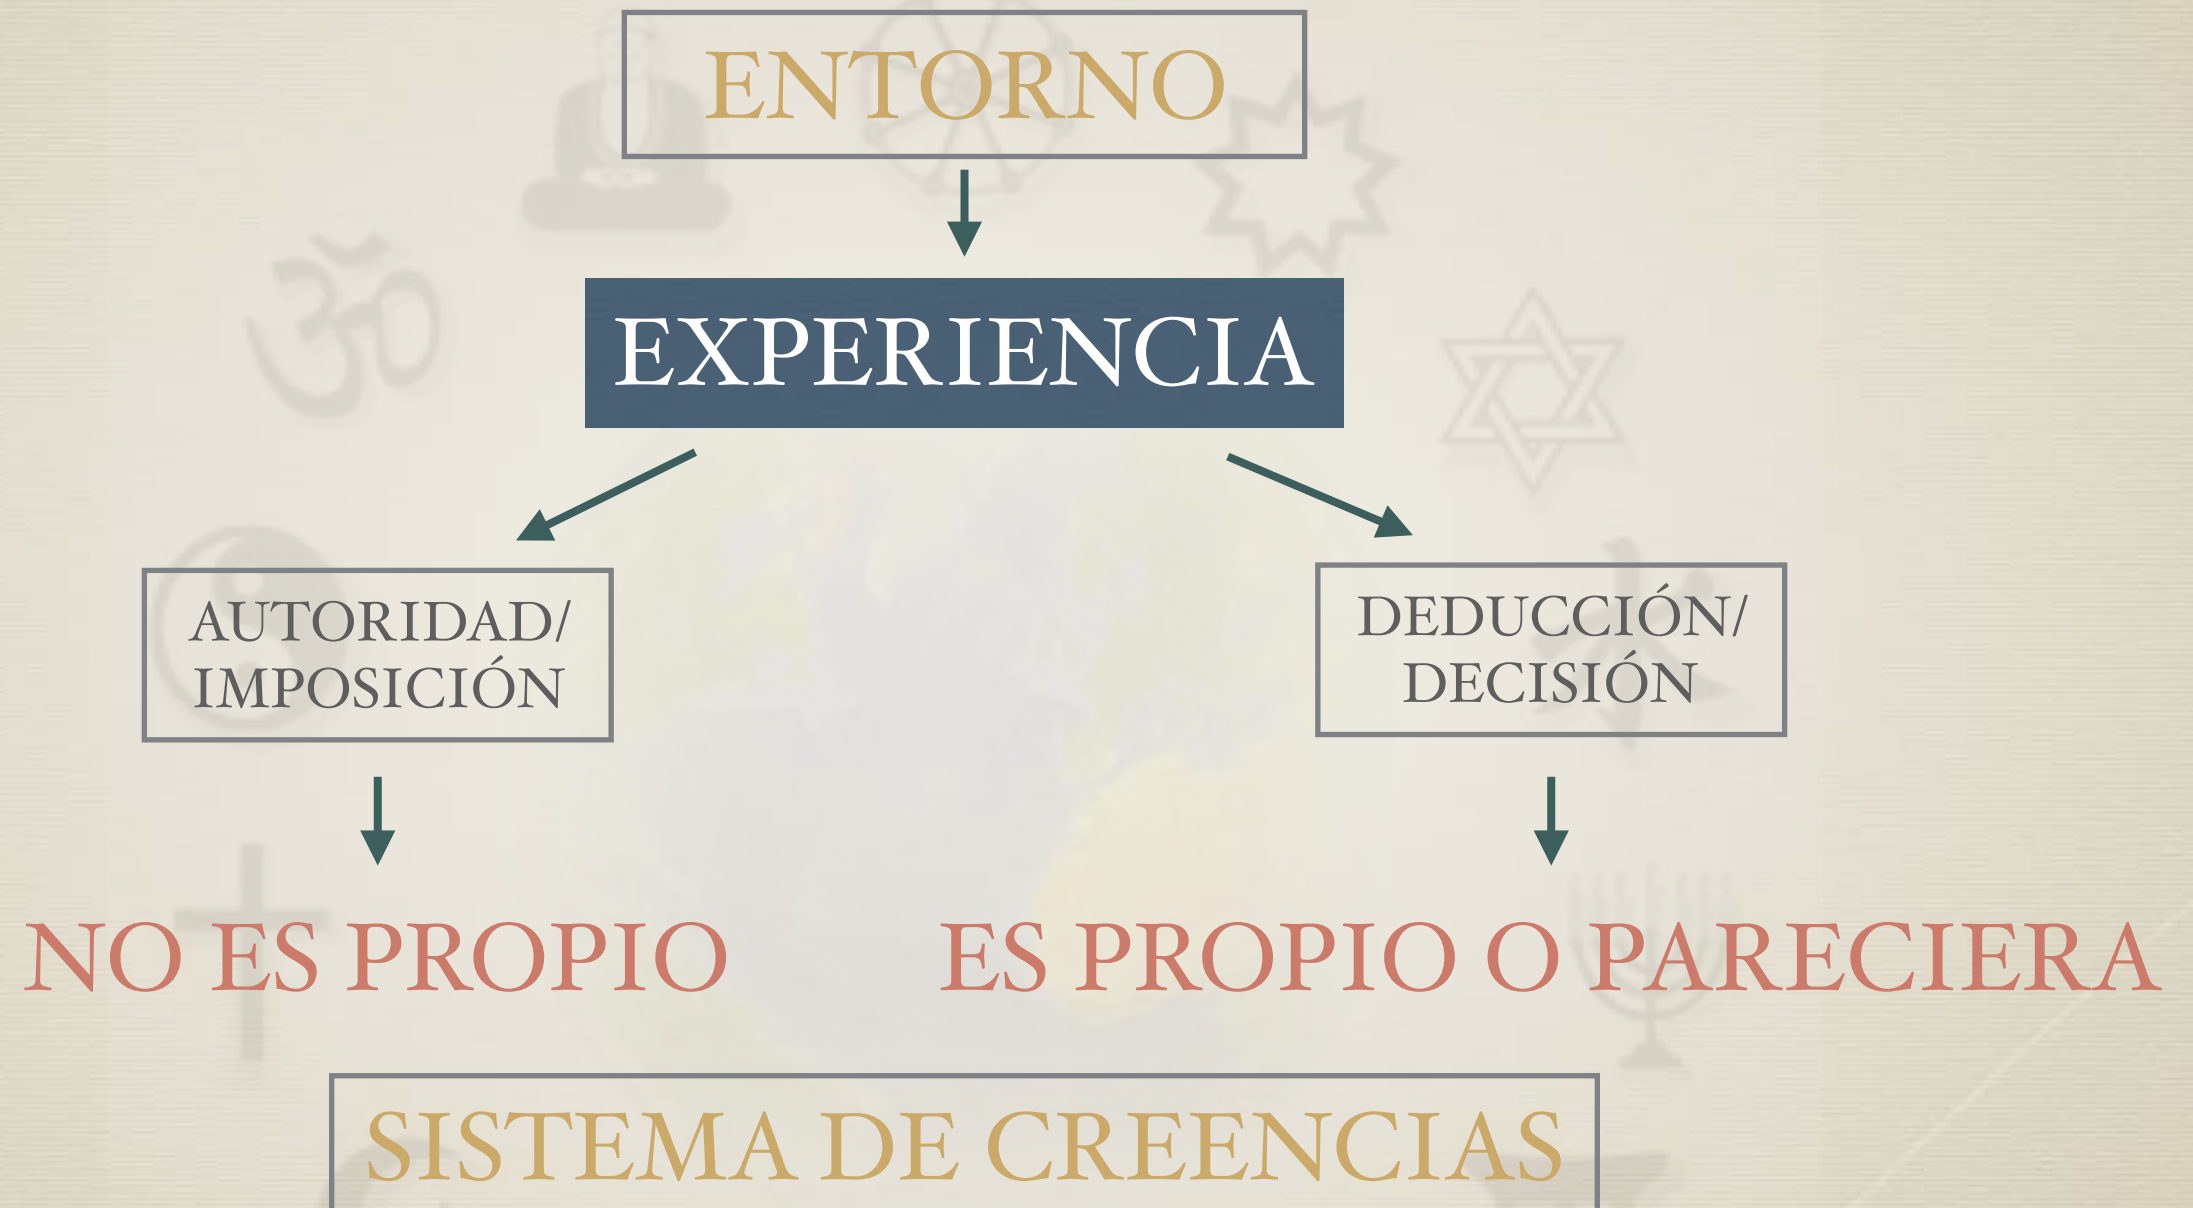 ENTORNO
EXPERIENCIA
AUTORIDAD/
IMPOSICIÓN
DEDUCCIÓN/
DECISIÓN
NO ES PROPIO
ES PROPIO O PARECIERA
SISTEMA DE CREENCIAS